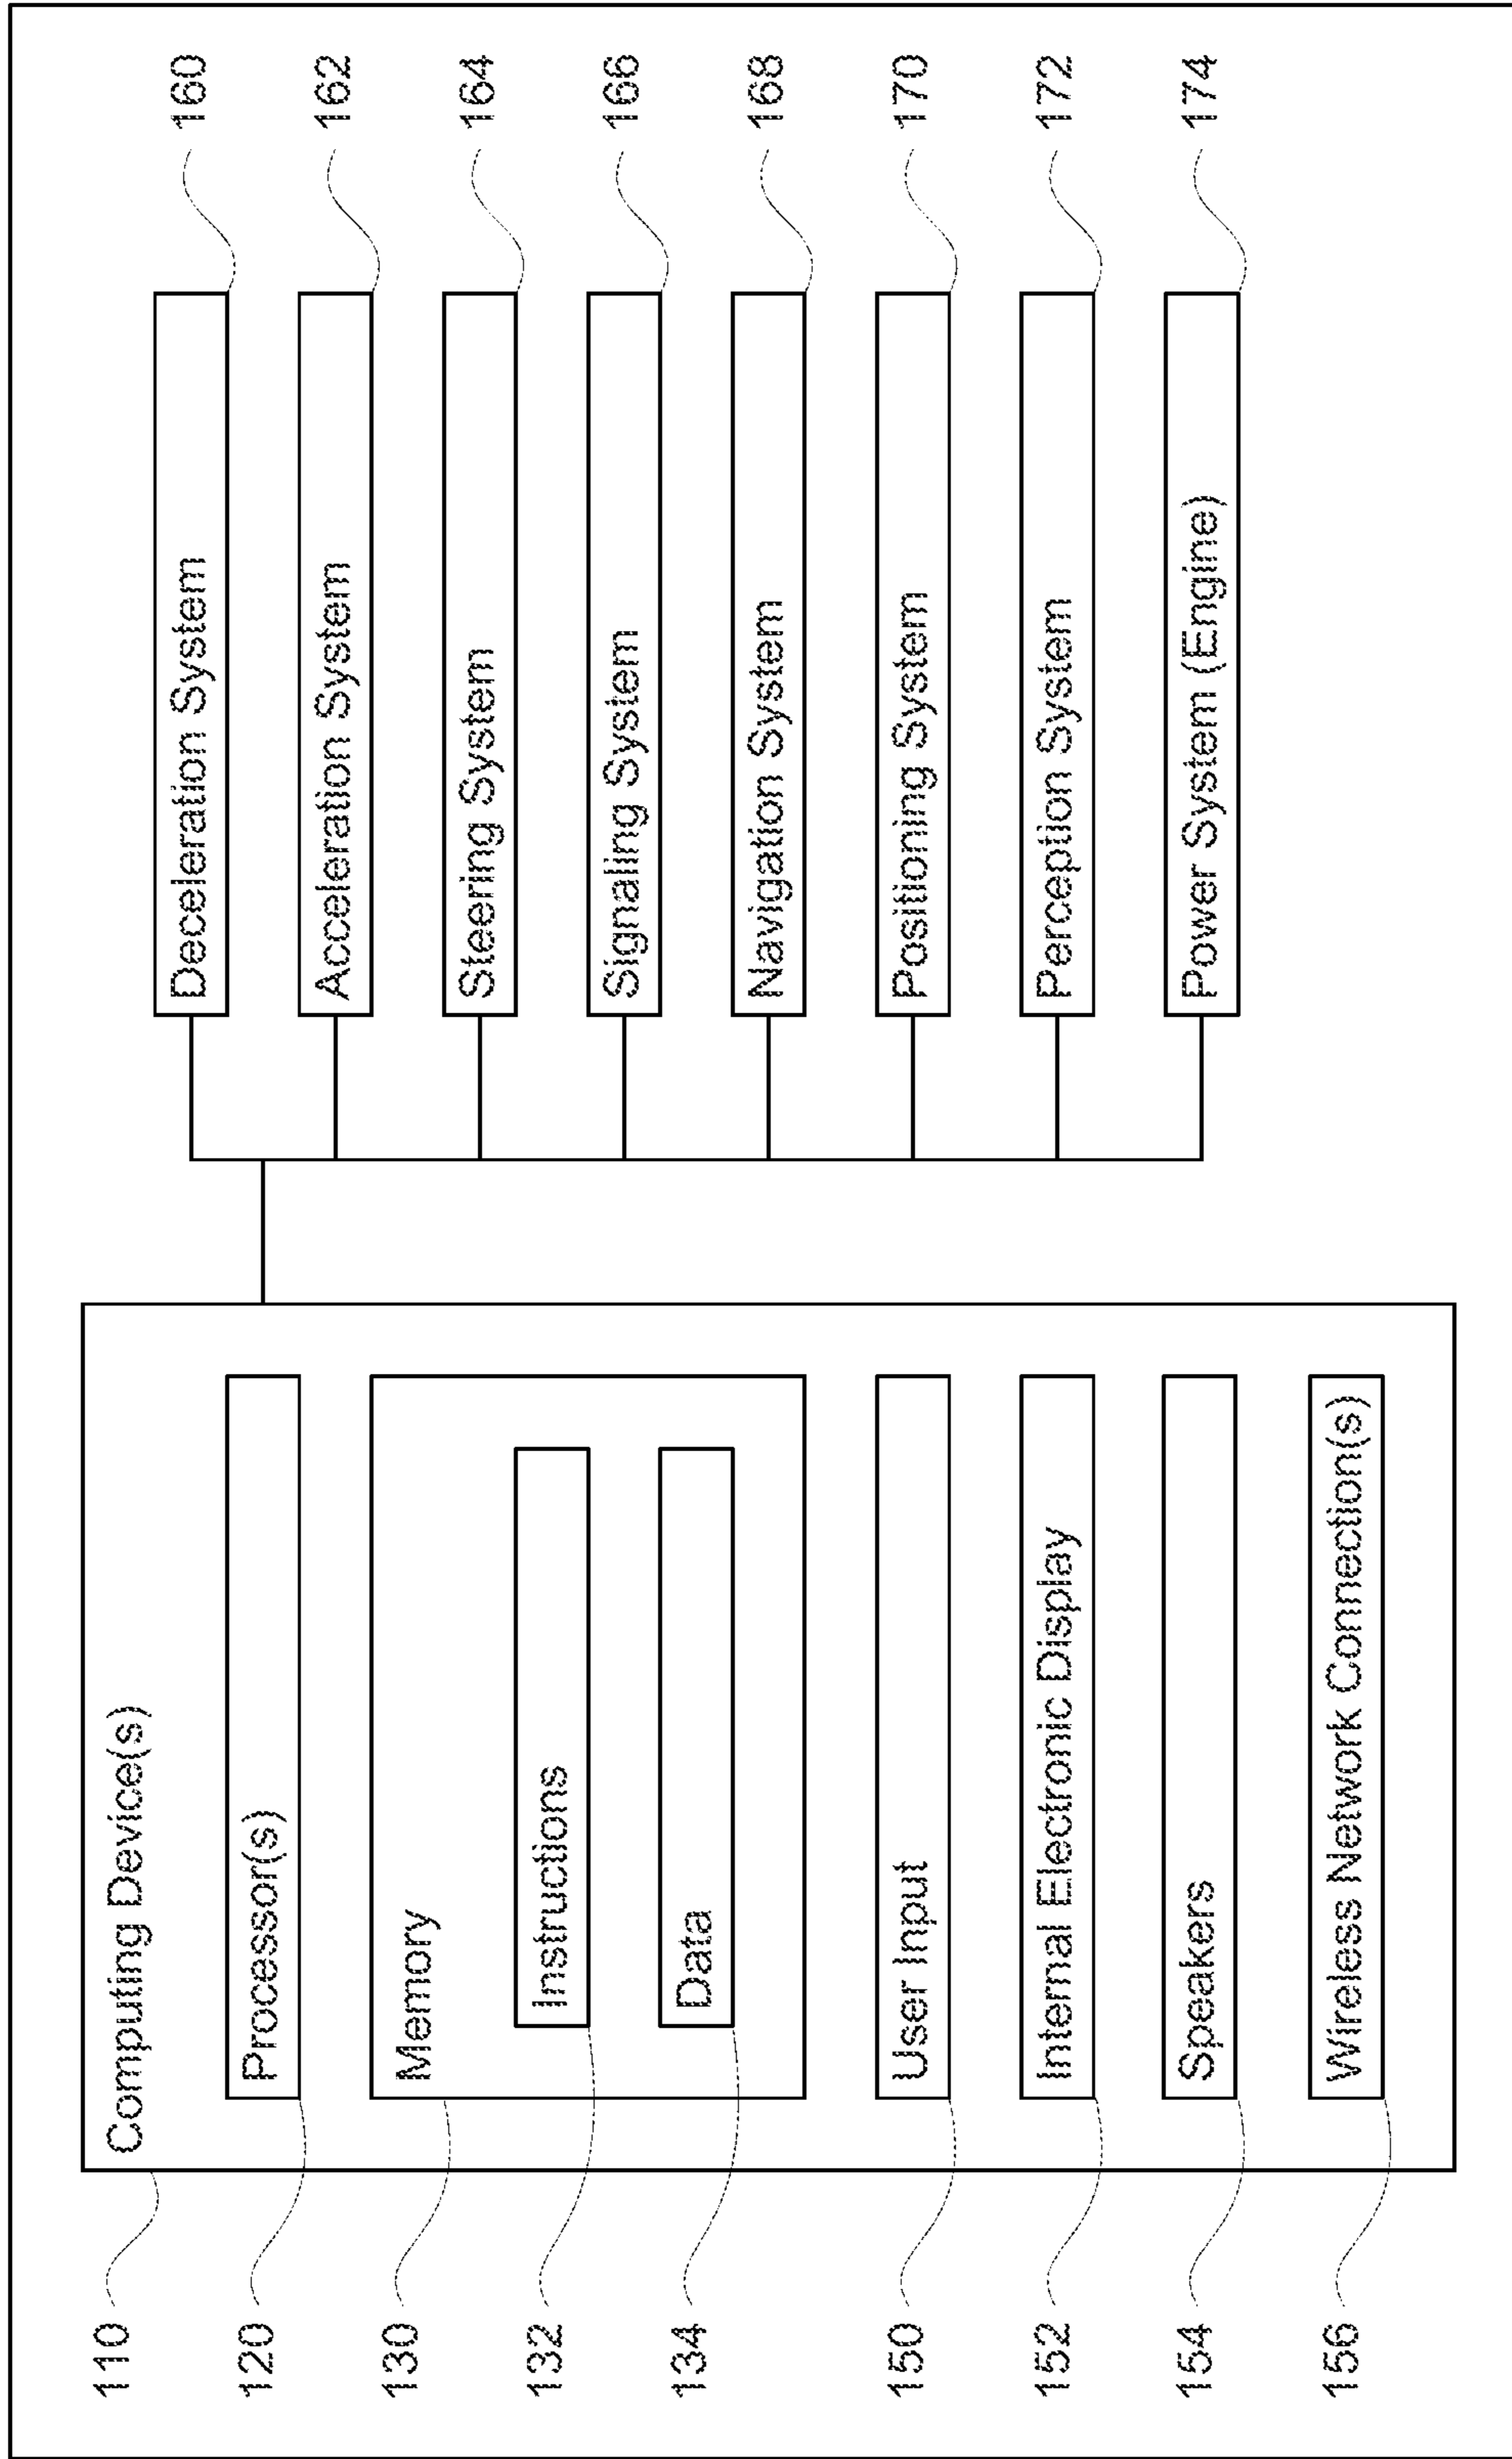 110
Computing Device(s)
120
Processor(s)
130
Memory
132
Instructions
134
Data
150
User Input
152
Internal Electronic Display
154
Speakers
156
Wireless Network Connection(s)
Deceleration System
160
Acceleration System
162
Steering System
164
Signaling System
166
Navigation System
168
Positioning System
170
Perception System
172
Power System (Engine)
174